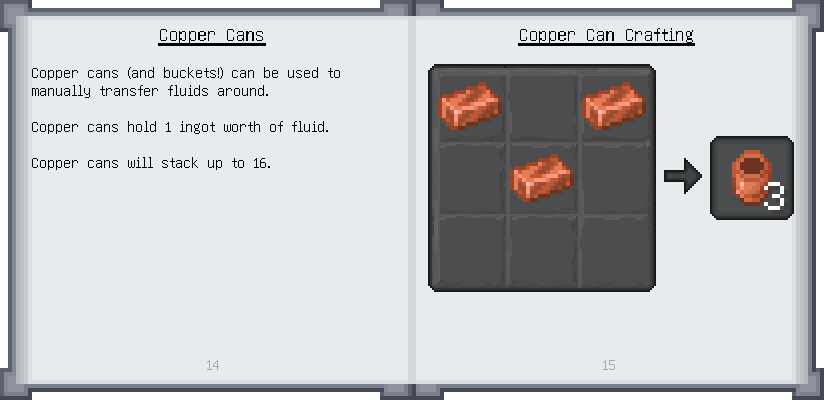 Copper Cans
Copper cans (and buckets!) can be used to
manually transfer fluids around.
Copper cans hold 1 ingot worth of fluid.
Copper cans will stack up to 16.
14
Copper Can Crafting
3
15